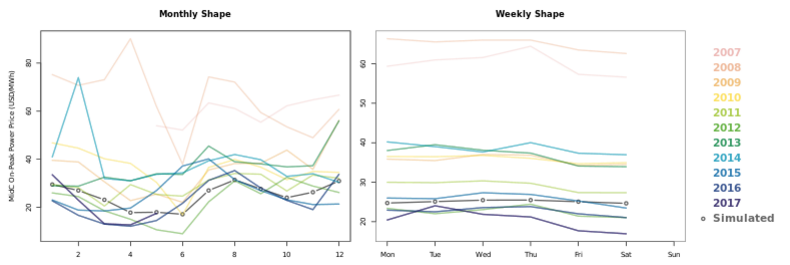 Monthly Shape
Weekly Shape
MidC On-Peak Power Price (USD/MWh)
80
60
40
20
2
4
6
8
10
12
60
50
40
30
20
Mon
Tue
Wed
Thu
Fri
Sat
Sun
2007
2008
2009
2010
2011
2012
2013
2014
2015
2016
2017
Simulated